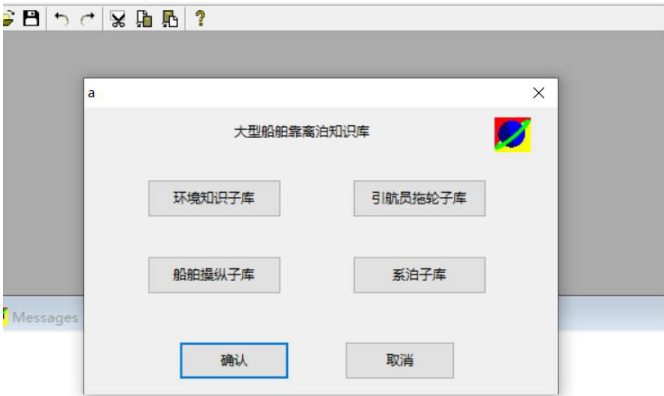 a
大型船舶靠离泊知识库
环境知识子库
引航员拖轮子库
船舶操纵子库
系泊子库
Messages
确认
取消